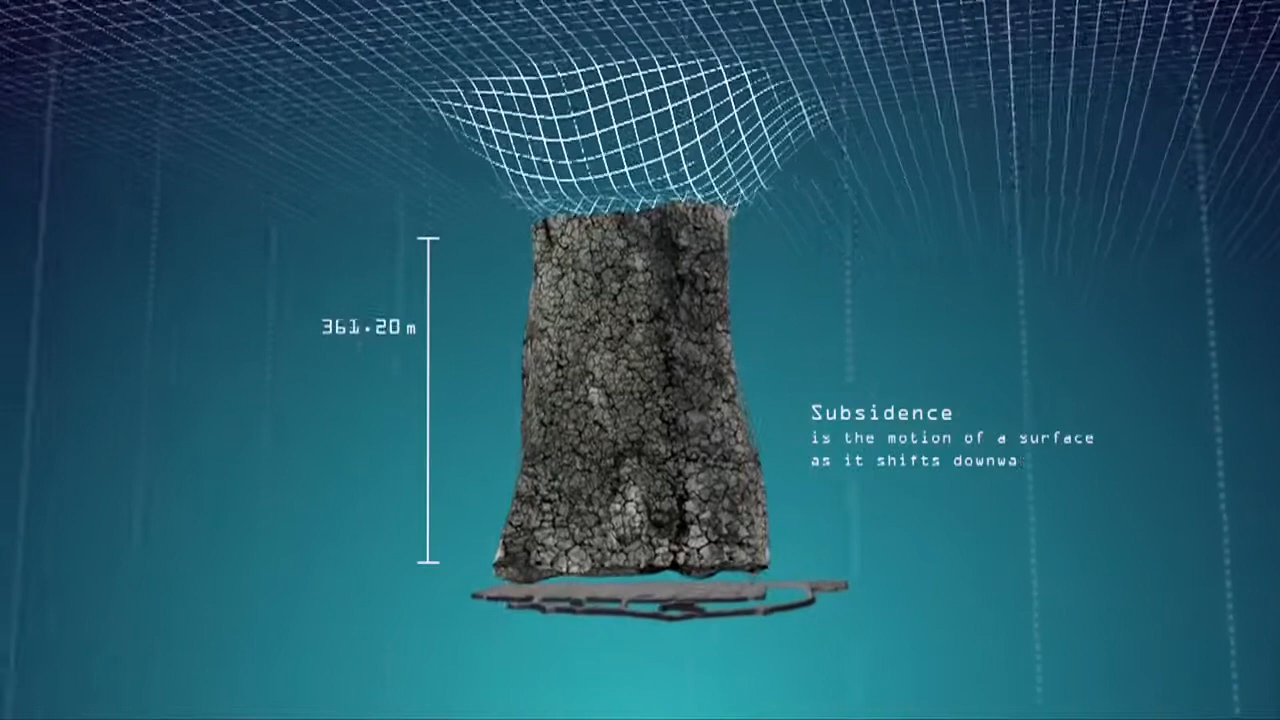 361.20 m
Subsidence
is the motion of a surface
as it shifts downwa